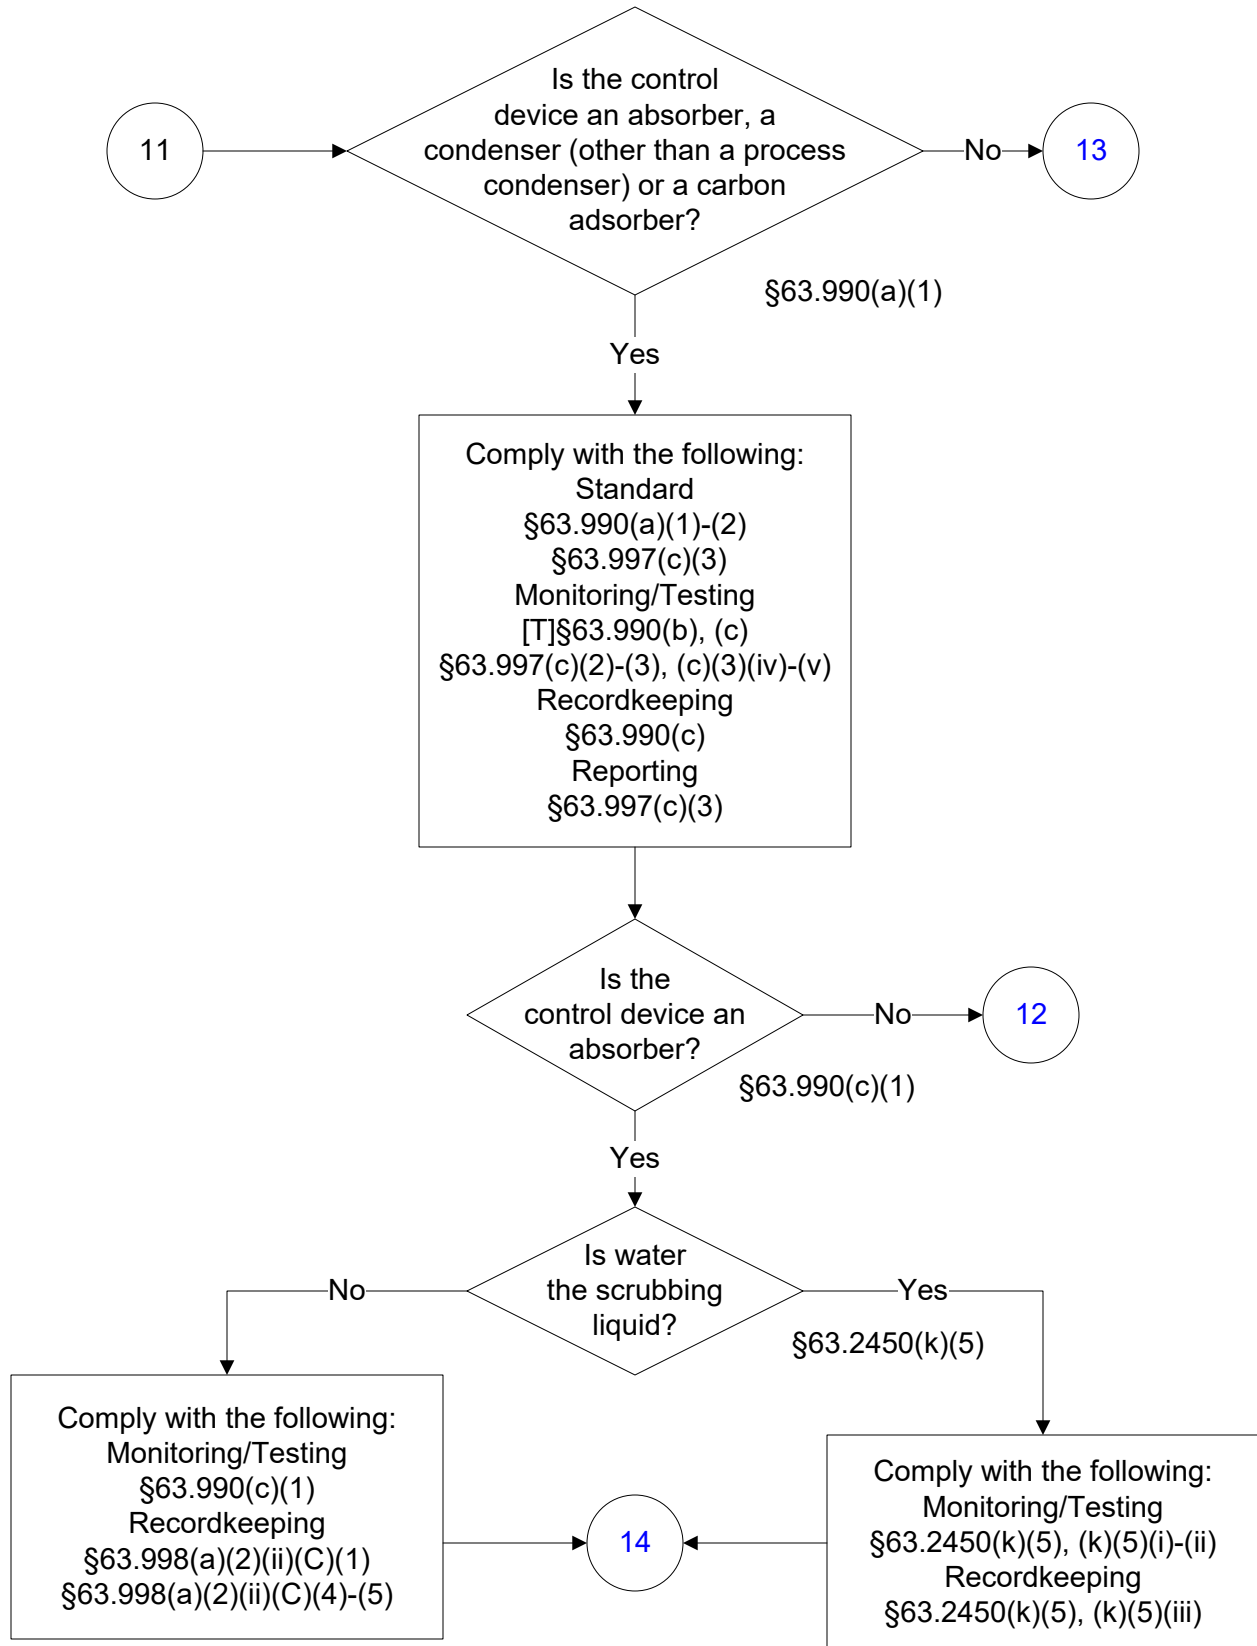 Is the control
device an absorber, a
condenser (other than a process
condenser) or a carbon
adsorber?
11
No
13
§63.990(a)(1)
Yes
Comply with the following:
Standard
§63.990(a)(1)-(2)
§63.997(c)(3)
Monitoring/Testing
[T]§63.990(b), (c)
§63.997(c)(2)-(3), (c)(3)(iv)-(v)
Recordkeeping
§63.990(c)
Reporting
§63.997(c)(3)
Is the
control device an
absorber?
No
12
§63.990(c)(1)
Yes
Is water
the scrubbing
liquid?
No
Yes
§63.2450(k)(5)
Comply with the following:
Monitoring/Testing
§63.990(c)(1)
Recordkeeping
§63.998(a)(2)(ii)(C)(1)
§63.998(a)(2)(ii)(C)(4)-(5)
14
Comply with the following:
Monitoring/Testing
§63.2450(k)(5), (k)(5)(i)-(ii)
Recordkeeping
§63.2450(k)(5), (k)(5)(iii)